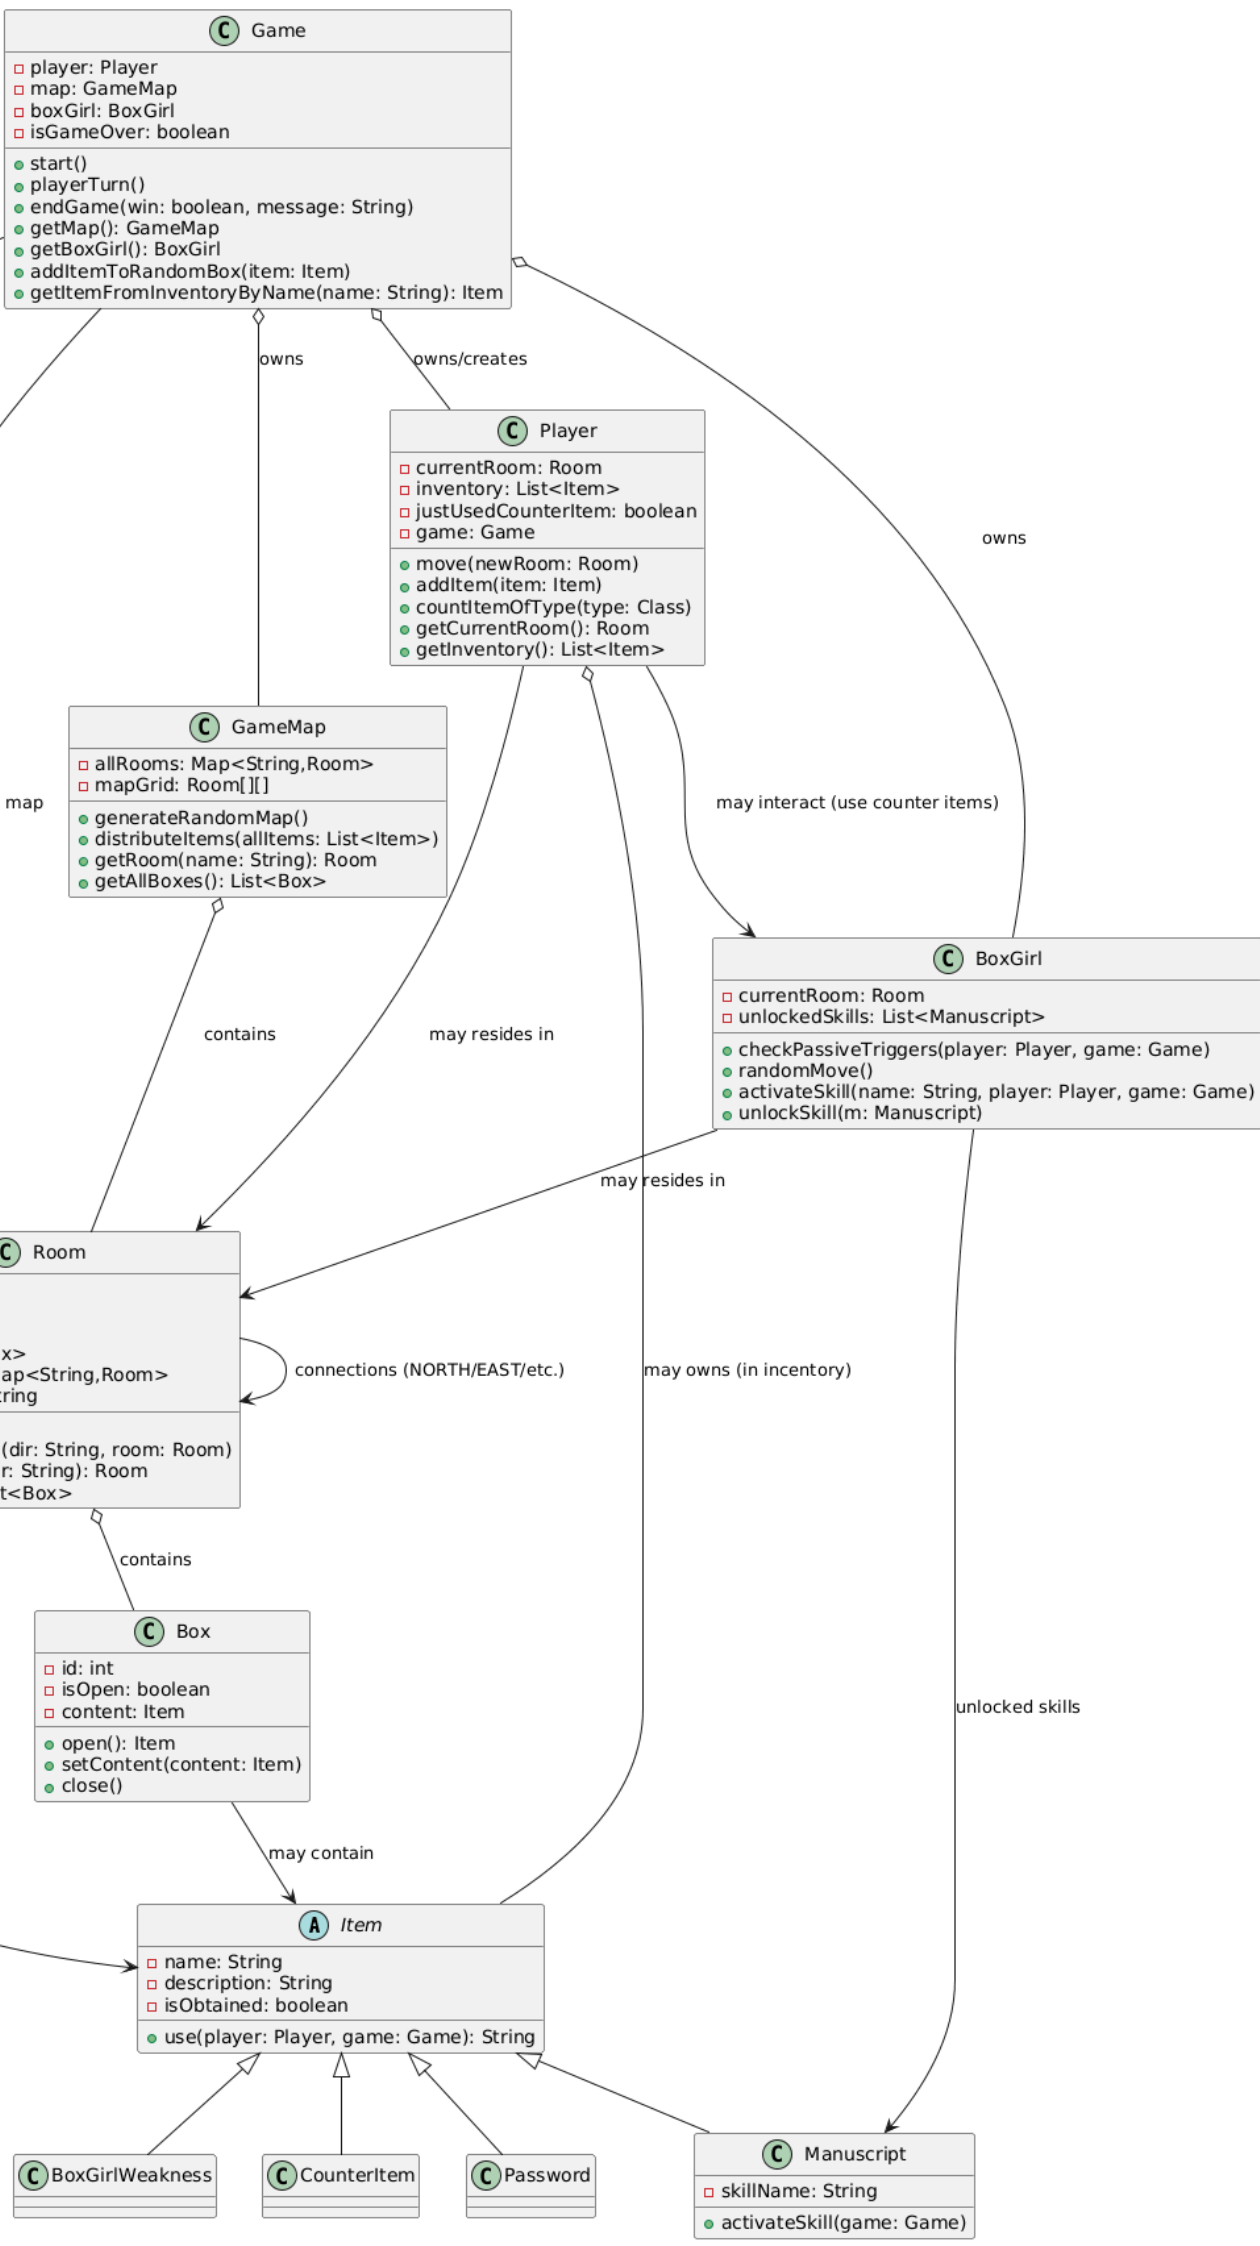 C Game
player: Player
map: GameMap
boxGirl: BoxGirl
isGameOver: boolean
start()
playerTurn()
endGame(win: boolean, message: String)
getMap(): GameMap
getBoxGirl(): BoxGirl
addItemToRandomBox(item: Item)
getItemFromInventoryByName(name: String): Item
owns
owns/creates
C Player
currentRoom: Room
inventory: List<Item>
justUsedCounterItem: boolean
game: Game
move(newRoom: Room)
addItem(item: Item)
countItemOfType(type: Class)
getCurrentRoom(): Room
getInventory(): List<Item>
owns
C GameMap
allRooms: Map<String,Room>
mapGrid: Room[][]
generateRandomMap()
distributeItems(allItems: List<Item>)
getRoom(name: String): Room
getAllBoxes(): List<Box>
map
may interact (use counter items)
C BoxGirl
currentRoom: Room
unlockedSkills: List<Manuscript>
checkPassiveTriggers(player: Player, game: Game)
randomMove()
activateSkill(name: String, player: Player, game: Game)
unlockSkill(m: Manuscript)
contains
may resides in
may resides in
C Room
x>
ap<String,Room>
tring
(dir: String, room: Room)
r: String): Room
t<Box>
connections (NORTH/EAST/etc.)
may owns (in incentory)
contains
C Box
id: int
isOpen: boolean
content: Item
open(): Item
setContent(content: Item)
close()
unlocked skills
may contain
A Item
name: String
description: String
isObtained: boolean
use(player: Player, game: Game): String
C BoxGirlWeakness
C CounterItem
C Password
C Manuscript
skillName: String
activateSkill(game: Game)